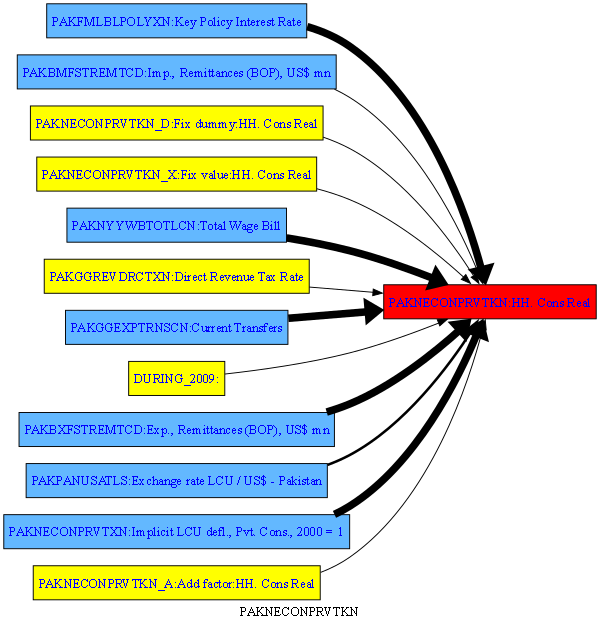 PAKFMLBLPOLYXN:Key Policy Interest Rate
PAKBMFSTREMTCD:Imp., Remittances (BOP), US$ mn
PAKNECONPRVTKN_D:Fix dummy:HH. Cons Real
PAKNECONPRVTKN_X:Fix value:HH. Cons Real
PAKNYYWBTOTLCN:Total Wage Bill
PAKGGREVDRCTXN:Direct Revenue Tax Rate
PAKNECONPRVTKN:HH. Cons Real
PAKGGEXPTRNSCN:Current Transfers
DURING_2009:
PAKBXFSTREMTCD:Exp., Remittances (BOP), US$ mn
PAKPANUSATLS:Exchange rate LCU / US$ - Pakistan
PAKNECONPRVTXN:Implicit LCU defl., Pvt. Cons., 2000 = 1
PAKNECONPRVTKN_A:Add factor:HH. Cons Real
PAKNECONPRVTKN